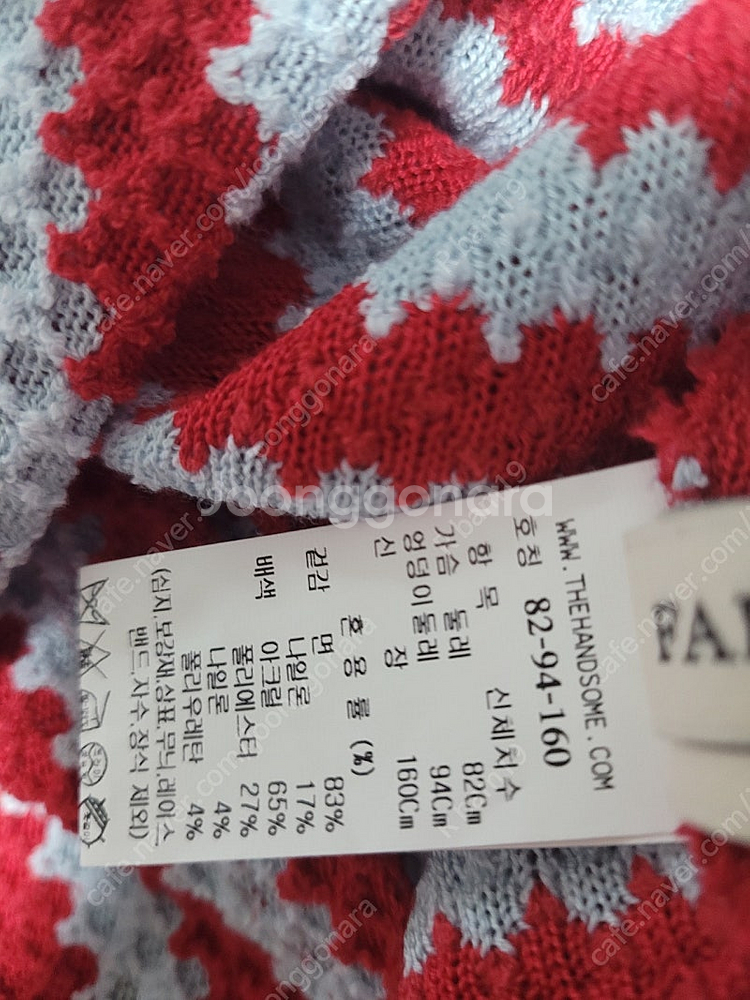 WWW.THEHANDSOME.COM
호칭 82-94-160
항 목 신체치수
가슴 둘레 82Cm
엉덩이둘레 94Cm
신 장 160Cm
혼 용 률 (%)
겉감 면 83%
나일론 17%
배색 아크릴 65%
폴리에스터 27%
나일론 4%
폴리우레탄 4%
(심지,보강재,상표,무늬,레이스
밴드,자수,장식 제외)
Joonggonara
cafe.naver.com/joonggonara